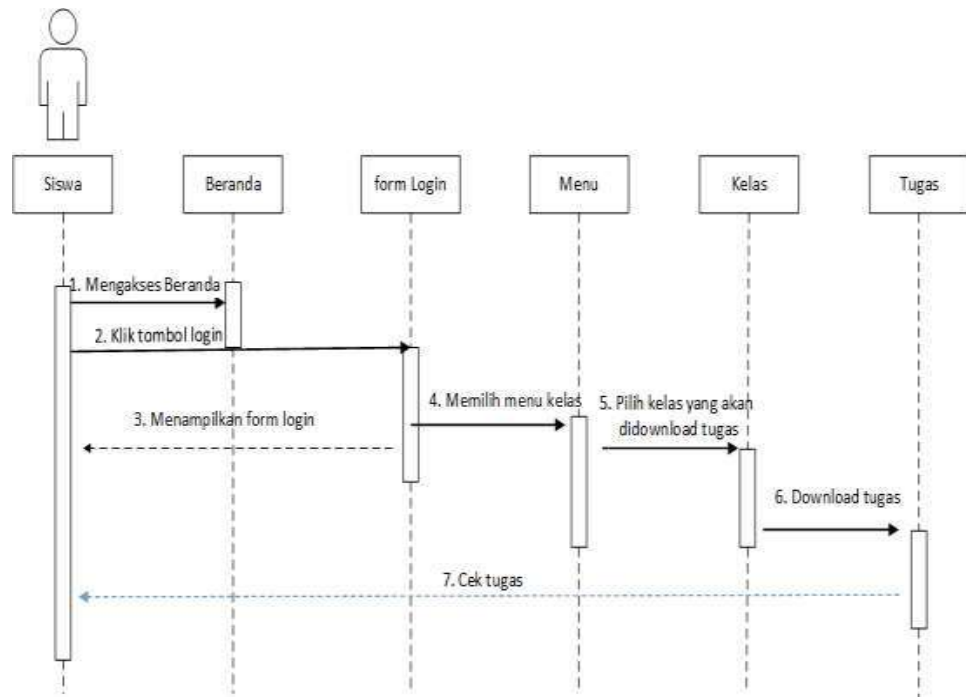 Siswa
Beranda
form Login
Menu
Kelas
Tugas
1. Mengakses Beranda
2. Klik tombol login
3. Menampilkan form login
4. Memilih menu kelas
5. Pilih kelas yang akan
didownload tugas
6. Download tugas
7. Cek tugas